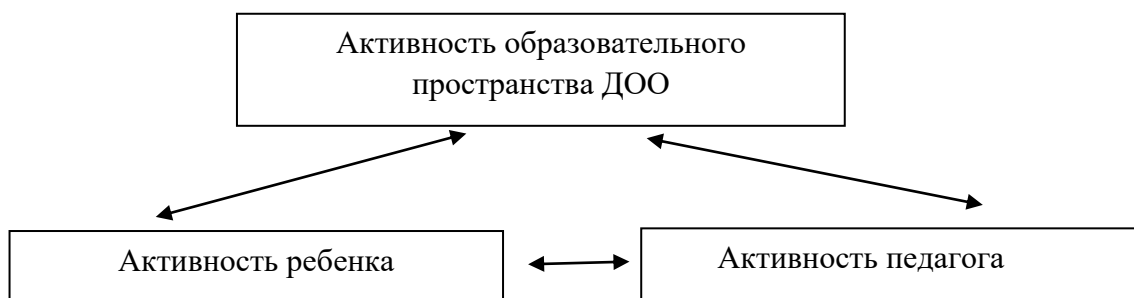 Активность образовательного
пространства ДОО
Активность ребенка
Активность педагога